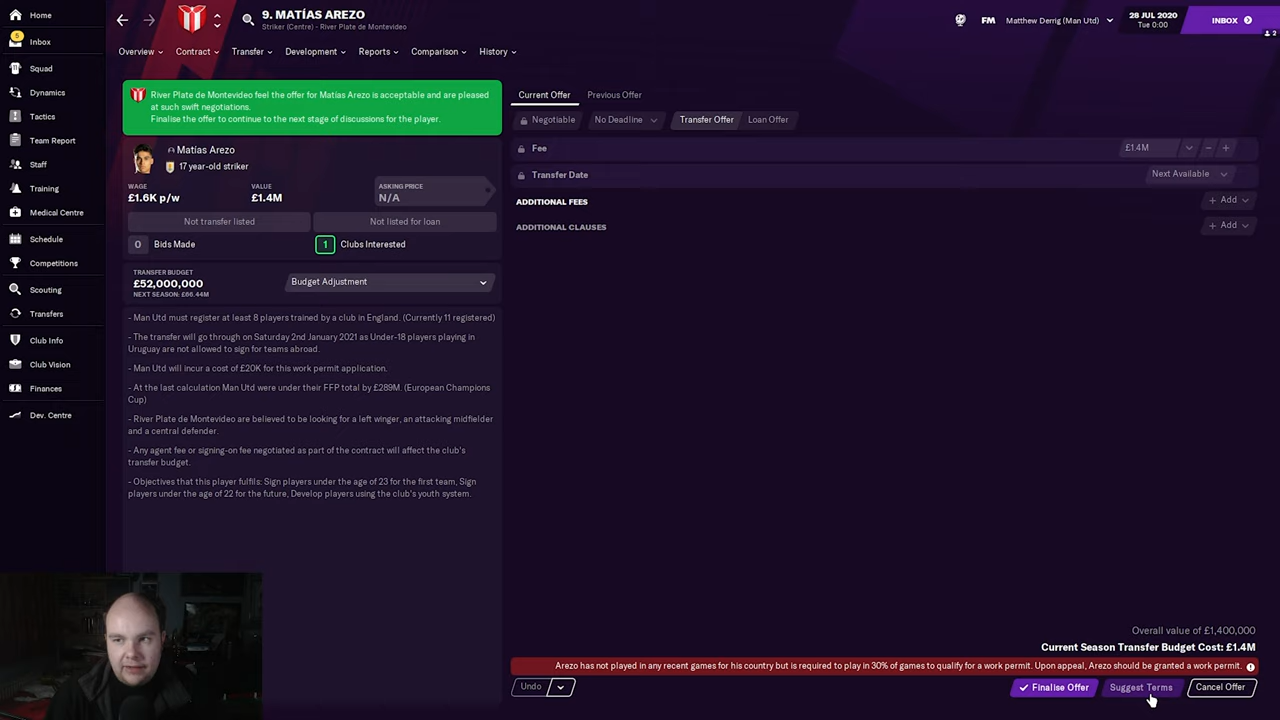 Home
Inbox
Squad
Dynamics
Tactics
Team Report
Staff
Training
Medical Centre
Schedule
Competitions
Scouting
Transfers
Club Info
Club Vision
Finances
Dev. Centre
9. MATÍAS AREZO
Striker (Centre) - River Plate de Montevideo
FM Matthew Derrig (Man Utd)
28 JUL 2020
Tue 0:00
INBOX
2
Overview Contract Transfer Development Reports Comparison History
River Plate de Montevideo feel the offer for Matías Arezo is acceptable and are pleased
at such swift negotiations.
Finalise the offer to continue to the next stage of discussions for the player.
Matías Arezo
17 year-old striker
WAGE VALUE ASKING PRICE
£1.6K p/w £1.4M N/A
Not transfer listed Not listed for loan
0 Bids Made 1 Clubs Interested
TRANSFER BUDGET
£52,000,000
NEXT SEASON: £66.44M
Budget Adjustment
- Man Utd must register at least 8 players trained by a club in England. (Currently 11 registered)
- The transfer will go through on Saturday 2nd January 2021 as Under-18 players playing in
Uruguay are not allowed to sign for teams abroad.
- Man Utd will incur a cost of £20K for this work permit application.
- At the last calculation Man Utd were under their FFP total by £289M. (European Champions
Cup)
- River Plate de Montevideo are believed to be looking for a left winger, an attacking midfielder
and a central defender.
- Any agent fee or signing-on fee negotiated as part of the contract will affect the club's
transfer budget.
- Objectives that this player fulfils: Sign players under the age of 23 for the first team, Sign
players under the age of 22 for the future, Develop players using the club's youth system.
Current Offer Previous Offer
Negotiable No Deadline Transfer Offer Loan Offer
Fee £1.4M
Transfer Date Next Available
ADDITIONAL FEES + Add
ADDITIONAL CLAUSES + Add
Overall value of £1,400,000
Current Season Transfer Budget Cost: £1.4M
Arezo has not played in any recent games for his country but is required to play in 30% of games to qualify for a work permit. Upon appeal, Arezo should be granted a work permit.
Undo Finalise Offer Suggest Terms Cancel Offer